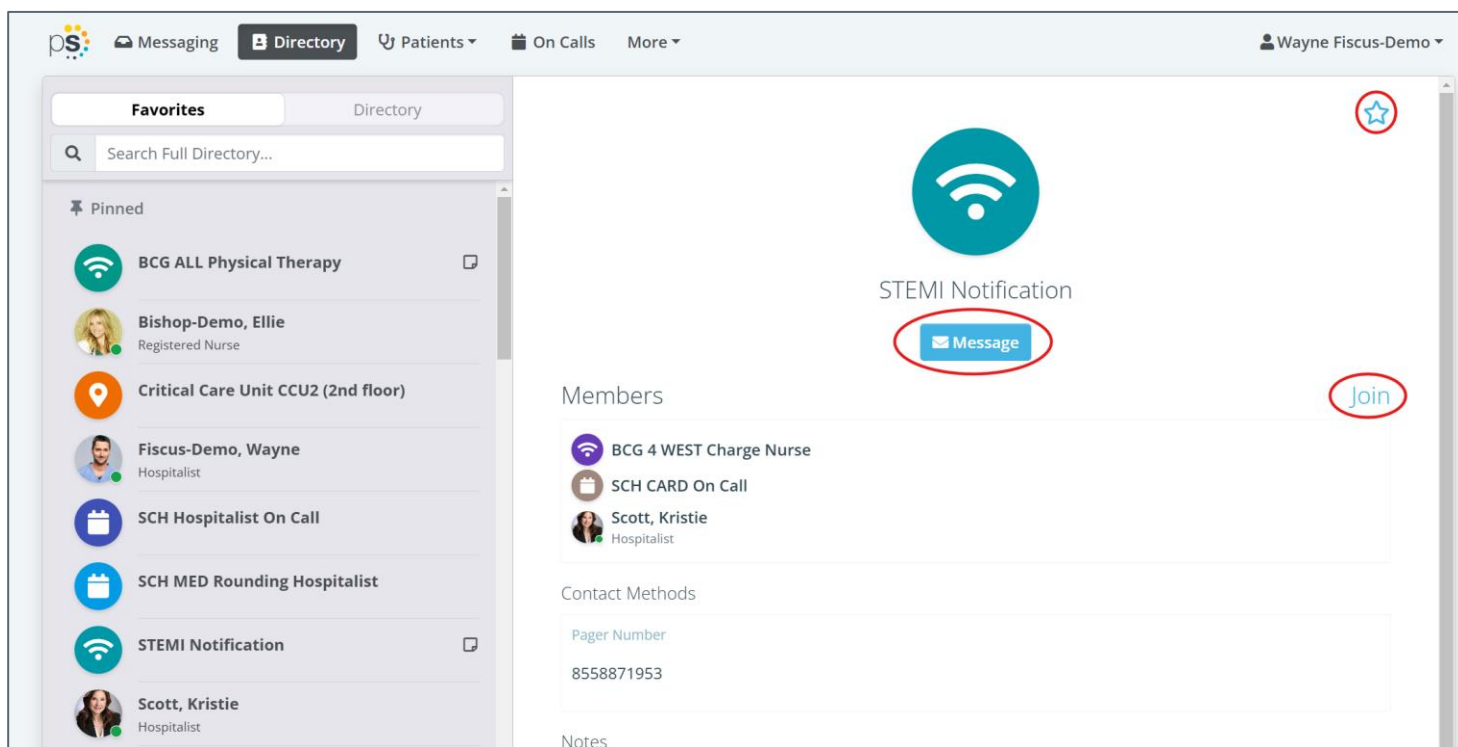 ps Messaging Directory Patients On Calls More Wayne Fiscus-Demo
Favorites Directory
Search Full Directory...
Pinned
BCG ALL Physical Therapy
Bishop-Demo, Ellie
Registered Nurse
Critical Care Unit CCU2 (2nd floor)
Fiscus-Demo, Wayne
Hospitalist
SCH Hospitalist On Call
SCH MED Rounding Hospitalist
STEMI Notification
Scott, Kristie
Hospitalist
STEMI Notification
Message
Members Join
BCG 4 WEST Charge Nurse
SCH CARD On Call
Scott, Kristie
Hospitalist
Contact Methods
Pager Number
8558871953
Notes